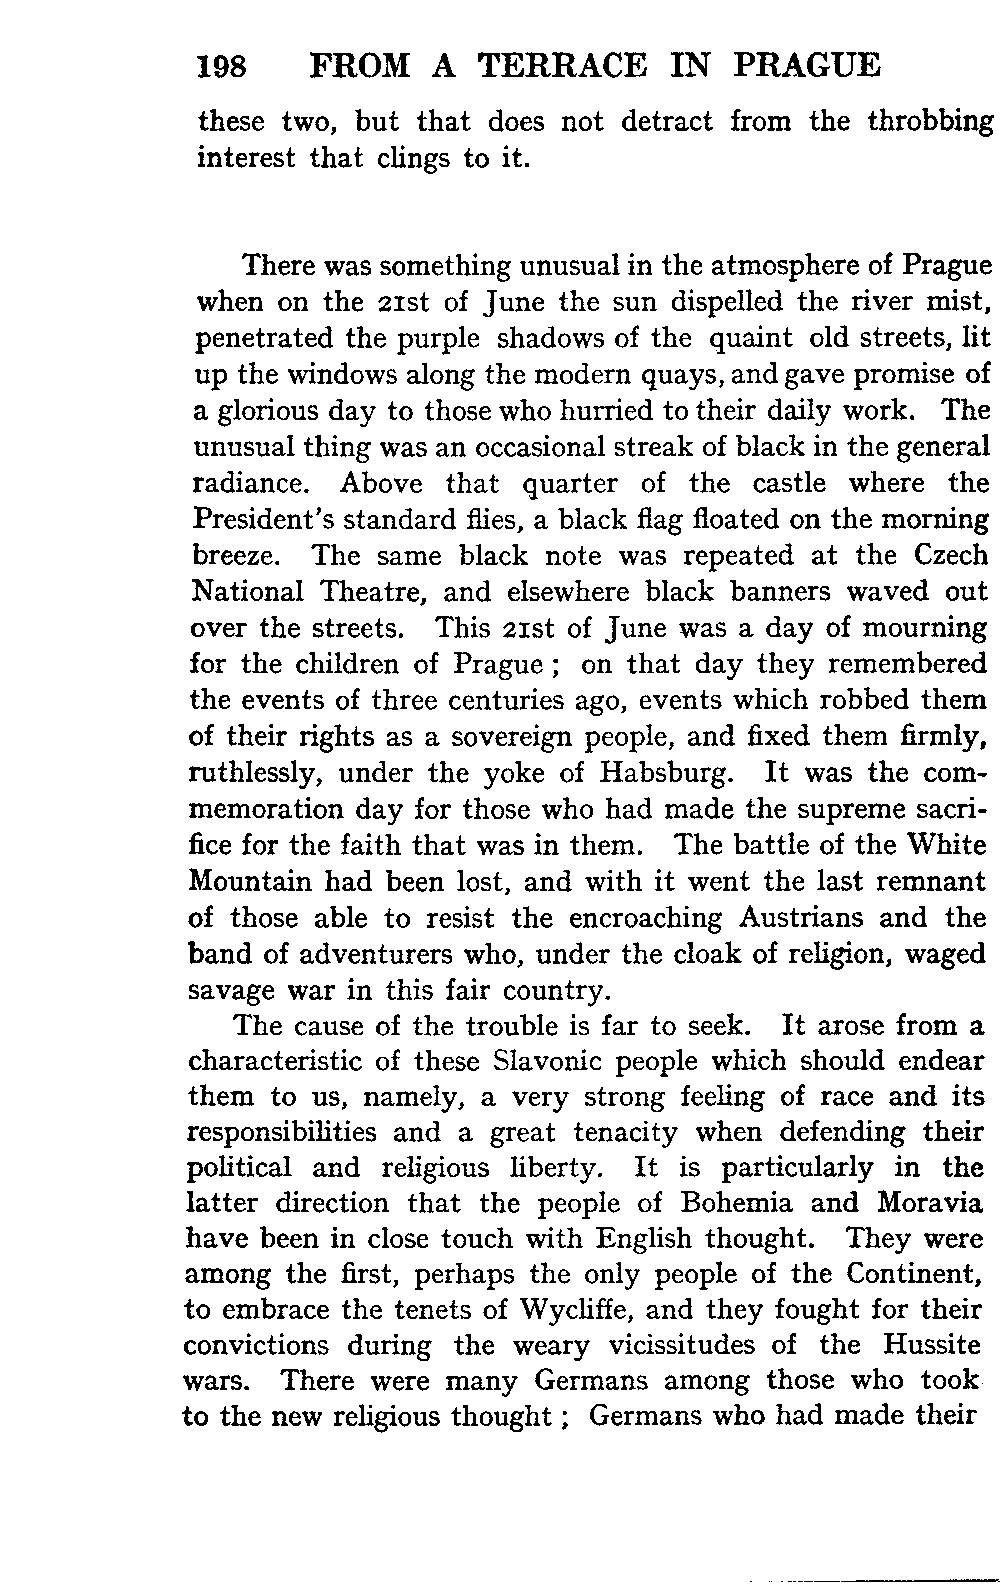 198 FROM A TERRACE IN PRAGUE
these two, but that does not detract from the throbbing
interest that clings to it.
There was something unusual in the atmosphere of Prague
when on the 21st of June the sun dispelled the river mist,
penetrated the purple shadows of the quaint old streets, lit
up the windows along the modern quays, and gave promise of
a glorious day to those who hurried to their daily work. The
unusual thing was an occasional streak of black in the general
radiance. Above that quarter of the castle where the
President's standard flies, a black flag floated on the morning
breeze. The same black note was repeated at the Czech
National Theatre, and elsewhere black banners waved out
over the streets. This 21st of June was a day of mourning
for the children of Prague ; on that day they remembered
the events of three centuries ago, events which robbed them
of their rights as a sovereign people, and fixed them firmly,
ruthlessly, under the yoke of Habsburg. It was the com-
memoration day for those who had made the supreme sacri-
fice for the faith that was in them. The battle of the White
Mountain had been lost, and with it went the last remnant
of those able to resist the encroaching Austrians and the
band of adventurers who, under the cloak of religion, waged
savage war in this fair country.
The cause of the trouble is far to seek. It arose from a
characteristic of these Slavonic people which should endear
them to us, namely, a very strong feeling of race and its
responsibilities and a great tenacity when defending their
political and religious liberty. It is particularly in the
latter direction that the people of Bohemia and Moravia
have been in close touch with English thought. They were
among the first, perhaps the only people of the Continent,
to embrace the tenets of Wycliffe, and they fought for their
convictions during the weary vicissitudes of the Hussite
wars. There were many Germans among those who took
to the new religious thought ; Germans who had made their